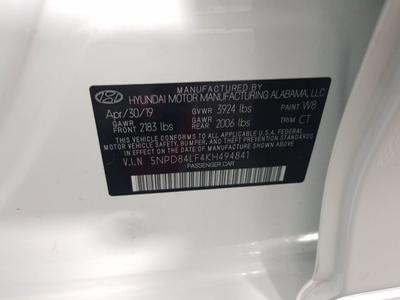 MANUFACTURED BY
HYUNDAI MOTOR MANUFACTURING ALABAMA, LLC
Apr/30/19 GVWR 3924 lbs PAINT W8
GAWR FRONT 2183 lbs GAWR REAR 2006 lbs TRIM CT
THIS VEHICLE CONFORMS TO ALL APPLICABLE U.S.A. FEDERAL
MOTOR VEHICLE SAFETY, BUMPER, AND THEFT PREVENTION
STANDARDS IN EFFECT ON THE DATE OF MANUFACTURE SHOWN ABOVE.
V.I.N 5NPD84LF4KH494841
PASSENGER CAR